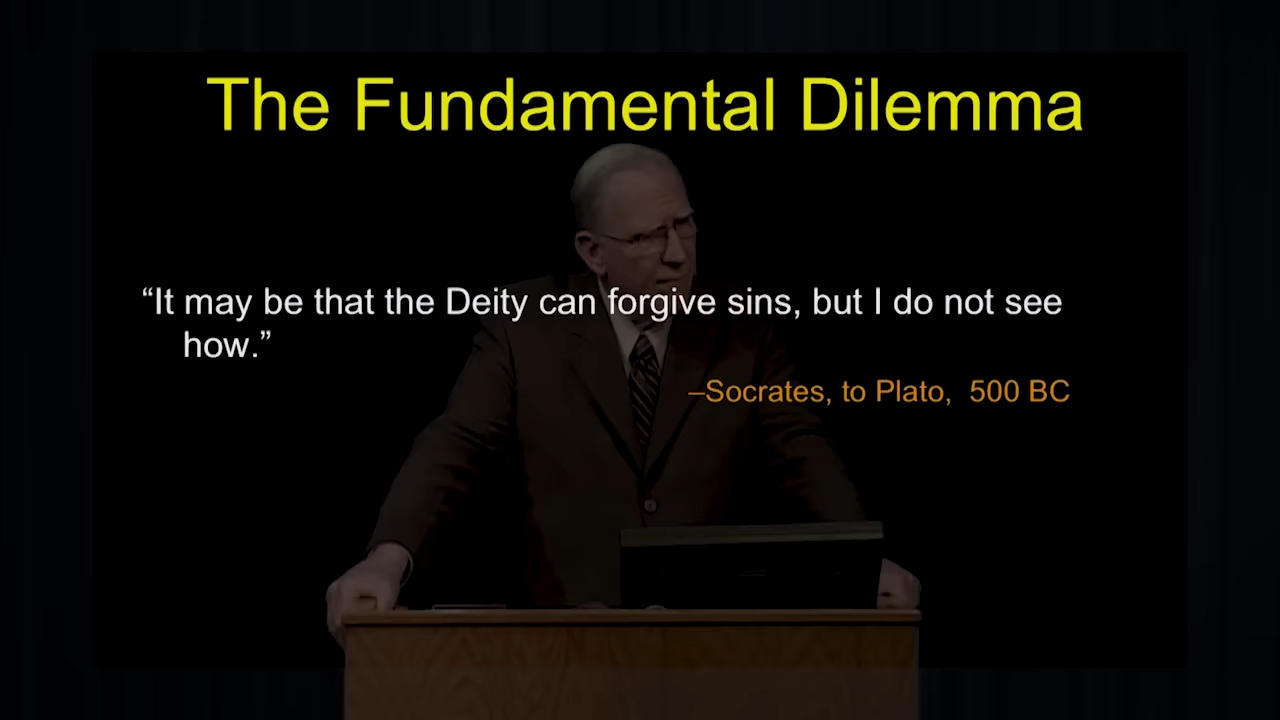 The Fundamental Dilemma
“It may be that the Deity can forgive sins, but I do not see
how.”
–Socrates, to Plato,  500 BC